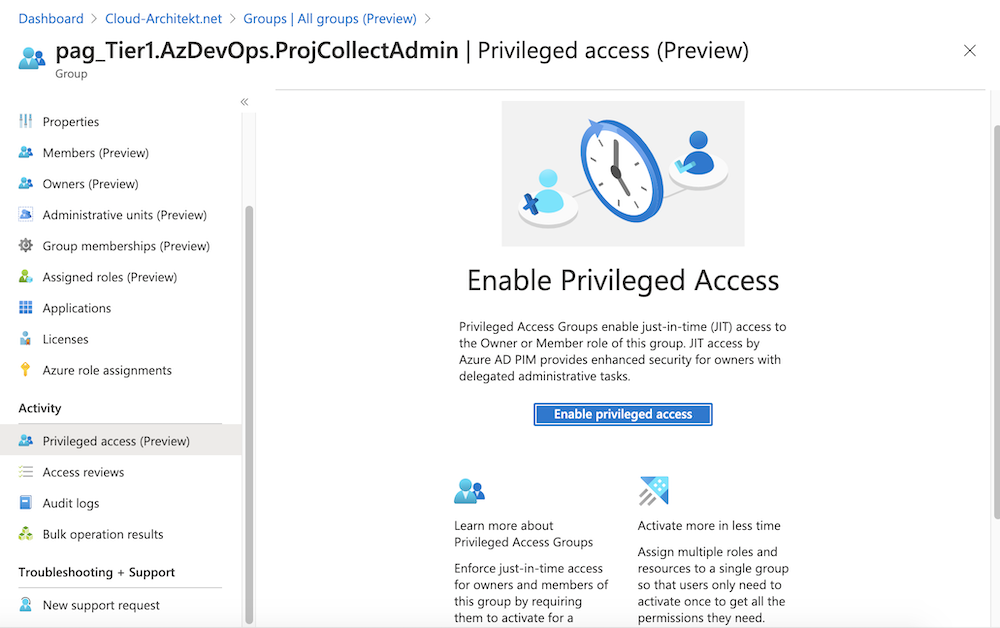 Dashboard > Cloud-Architekt.net > Groups | All groups (Preview) >
pag_Tier1.AzDevOps.ProjCollectAdmin | Privileged access (Preview)
Group
Properties
Members (Preview)
Owners (Preview)
Administrative units (Preview)
Group memberships (Preview)
Assigned roles (Preview)
Applications
Licenses
Azure role assignments
Activity
Privileged access (Preview)
Access reviews
Audit logs
Bulk operation results
Troubleshooting + Support
New support request
Enable Privileged Access
Privileged Access Groups enable just-in-time (JIT) access to
the Owner or Member role of this group. JIT access by
Azure AD PIM provides enhanced security for owners with
delegated administrative tasks.
Enable privileged access
Learn more about
Privileged Access Groups
Enforce just-in-time access
for owners and members of
this group by requiring
them to activate for a
Activate more in less time
Assign multiple roles and
resources to a single group
so that users only need to
activate once to get all the
permissions they need.